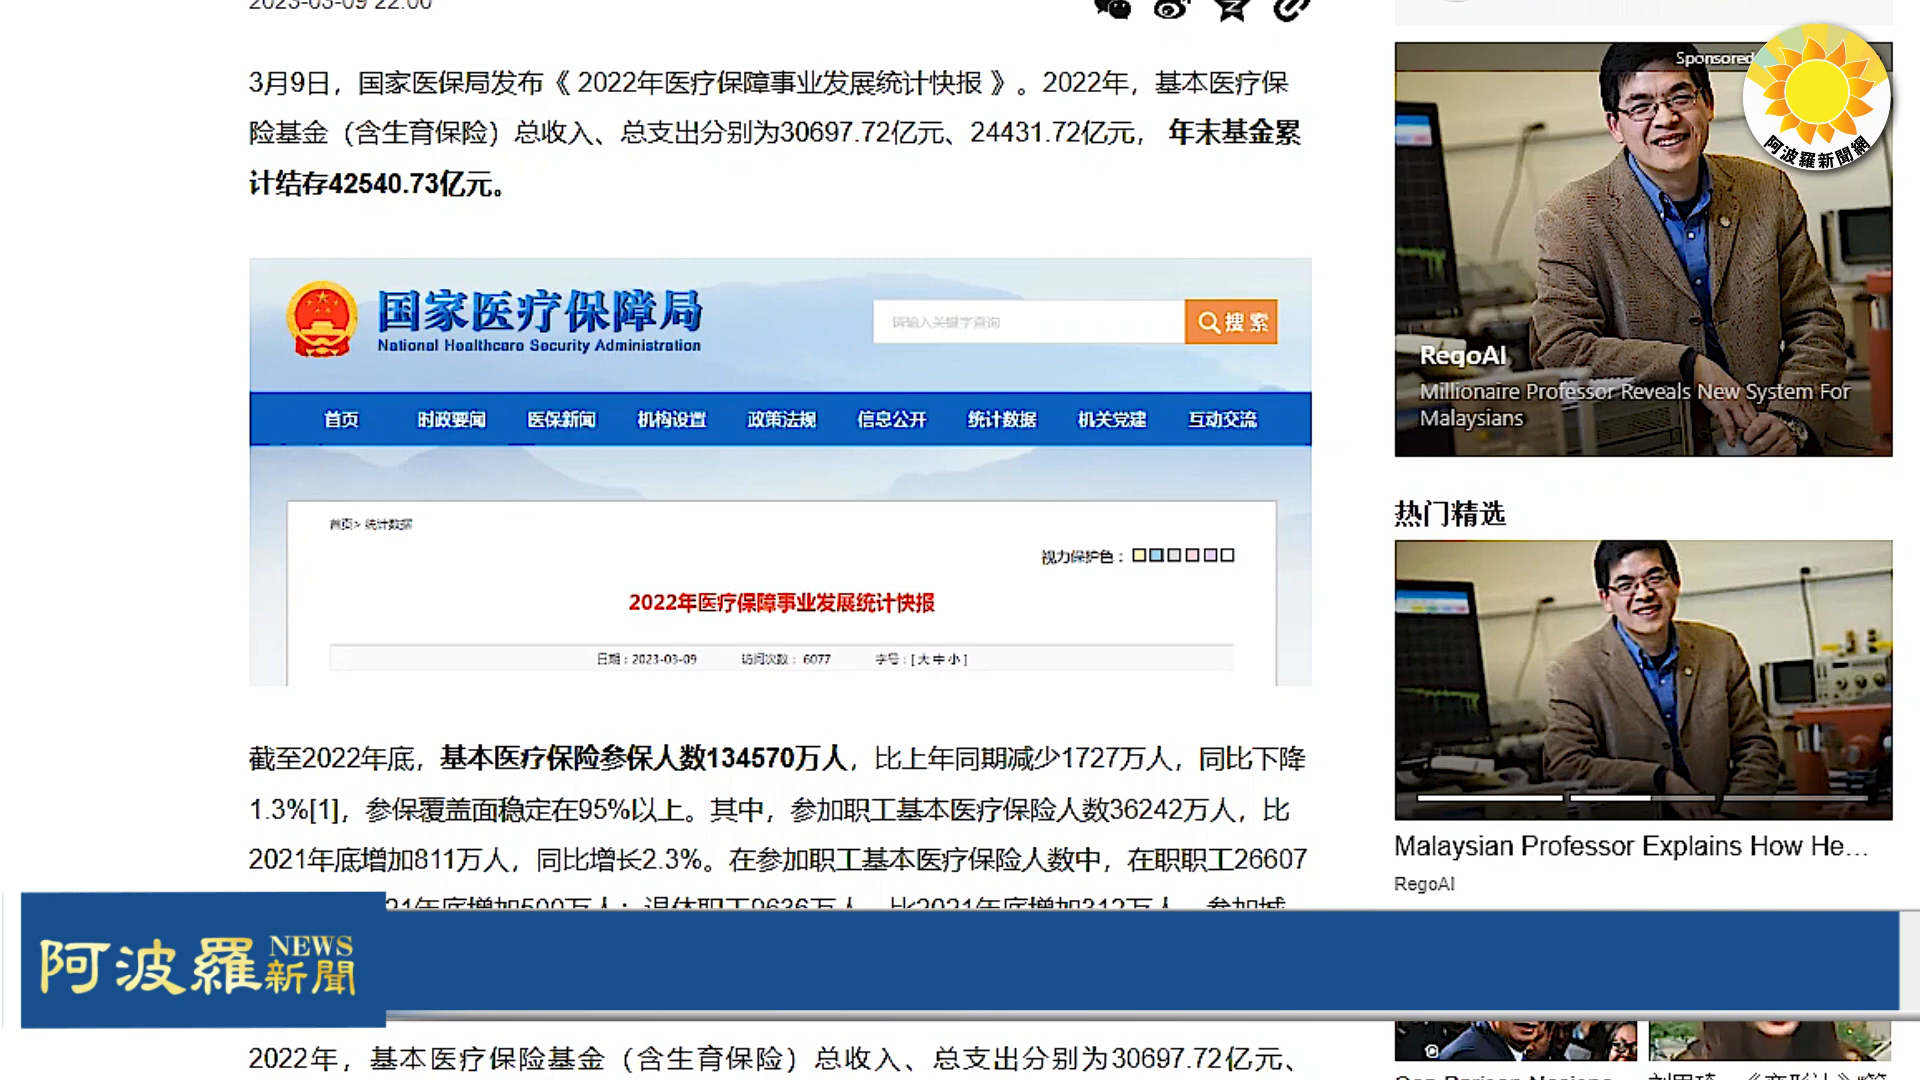 2023-03-09 22:00
3月9日，国家医保局发布《 2022年医疗保障事业发展统计快报 》。2022年，基本医疗保
险基金（含生育保险）总收入、总支出分别为30697.72亿元、24431.72亿元， 年末基金累
计结存42540.73亿元。
国家医疗保障局
National Healthcare Security Administration
请输入关键字查询
搜 索
首页 时政要闻 医保新闻 机构设置 政策法规 信息公开 统计数据 机关党建 互动交流
首页> 统计数据
视力保护色：
2022年医疗保障事业发展统计快报
日期：2023-03-09 访问次数： 6077 字号：[ 大 中 小 ]
截至2022年底，基本医疗保险参保人数134570万人，比上年同期减少1727万人，同比下降
1.3%[1]，参保覆盖面稳定在95%以上。其中，参加职工基本医疗保险人数36242万人，比
2021年底增加811万人，同比增长2.3%。在参加职工基本医疗保险人数中，在职职工26607
21年底增加500万人；退休职工9636万人，比2021年底增加312万人。参加城
2022年，基本医疗保险基金（含生育保险）总收入、总支出分别为30697.72亿元、
Sponsored
阿波羅新聞網
RegoAI
Millionaire Professor Reveals New System For
Malaysians
热门精选
Malaysian Professor Explains How He...
RegoAI
阿波羅 NEWS
新聞